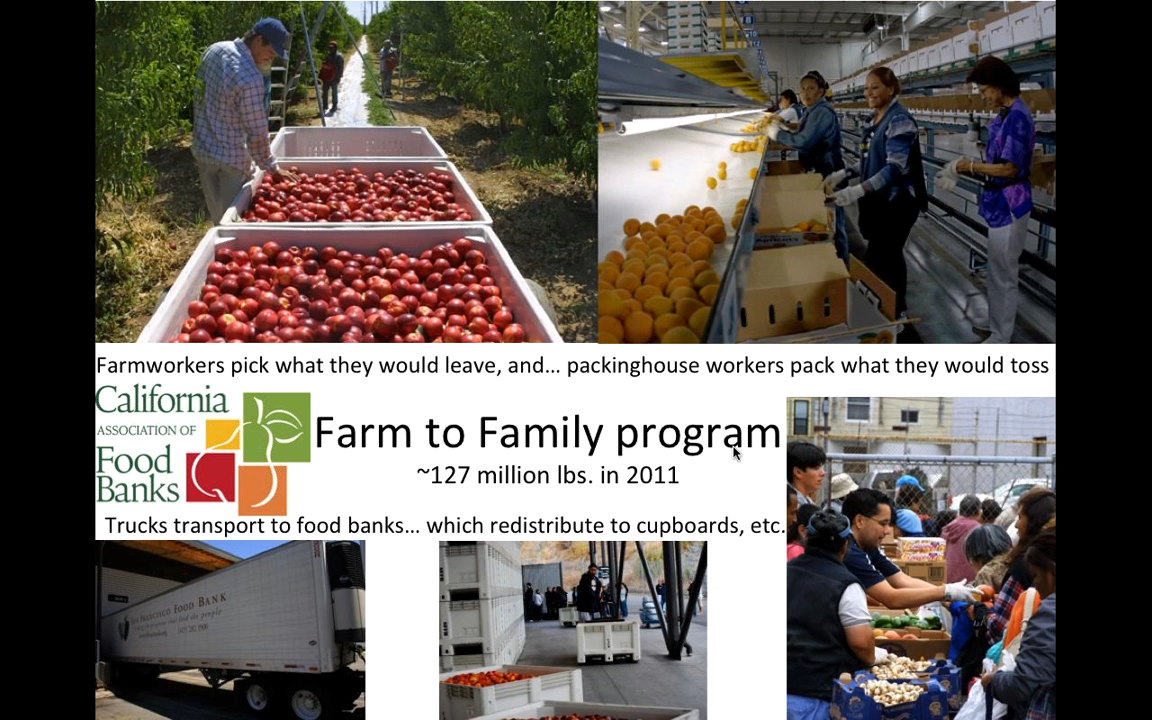 Farmworkers pick what they would leave, and... packinghouse workers pack what they would toss
California
ASSOCIATION OF
Food
Banks
Farm to Family program
~127 million lbs. in 2011
Trucks transport to food banks... which redistribute to cupboards, etc.
SAN FRANCISCO FOOD BANK